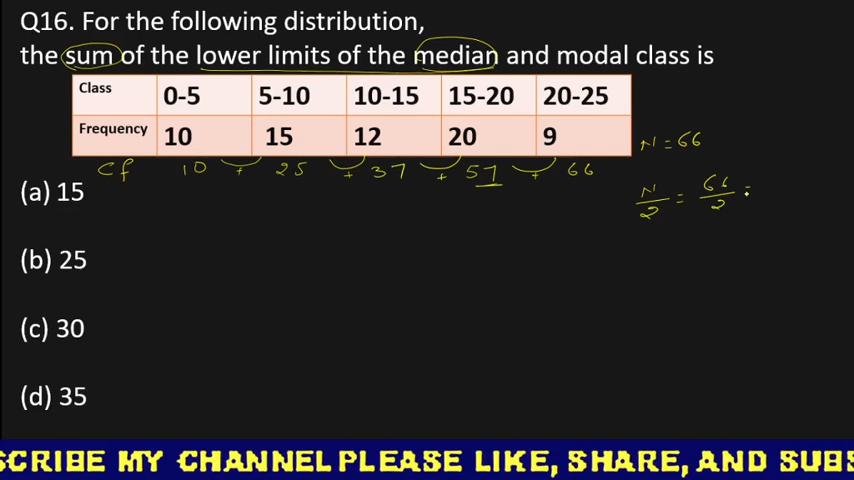 Q16. For the following distribution,
the sum of the lower limits of the median and modal class is
Class 0-5 5-10 10-15 15-20 20-25
Frequency 10 15 12 20 9
N = 66
Cf 10 + 25 + 37 + 57 + 66
N/2 = 66/2 =
(a) 15
(b) 25
(c) 30
(d) 35
SCRIBE MY CHANNEL PLEASE LIKE, SHARE, AND SUBS